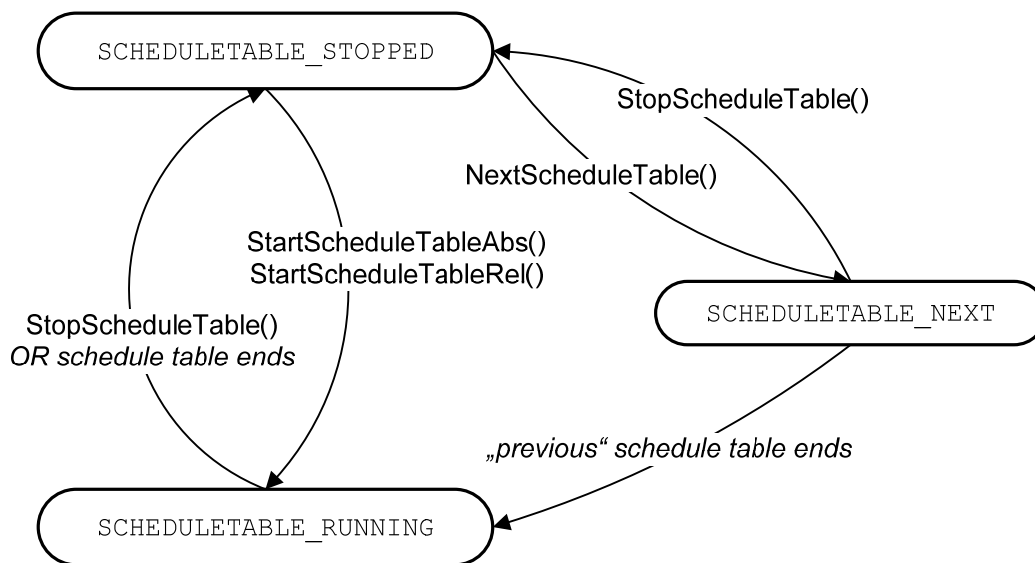 SCHEDULETABLE_STOPPED
StopScheduleTable()
NextScheduleTable()
StartScheduleTableAbs()
StartScheduleTableRel()
SCHEDULETABLE_NEXT
StopScheduleTable()
OR schedule table ends
„previous“ schedule table ends
SCHEDULETABLE_RUNNING